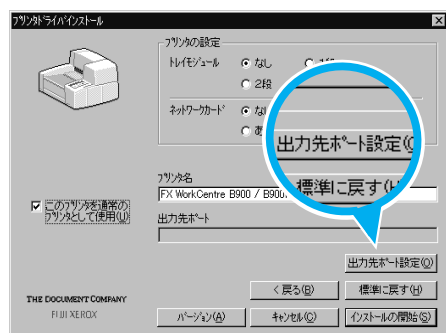 プリンタドライバインストール
プリンタの設定
トレイモジュール
なし
2段
ネットワークカード
出力先ポート設定(O)
標準に戻す(H)
プリンタ名
FX WorkCentre B900 / B900
このプリンタを通常の
プリンタとして使用(U)
出力先ポート
出力先ポート設定(O)
< 戻る(B)
標準に戻す(H)
THE DOCUMENT COMPANY
FUJI XEROX
バージョン(A)
キャンセル(C)
インストールの開始(S)